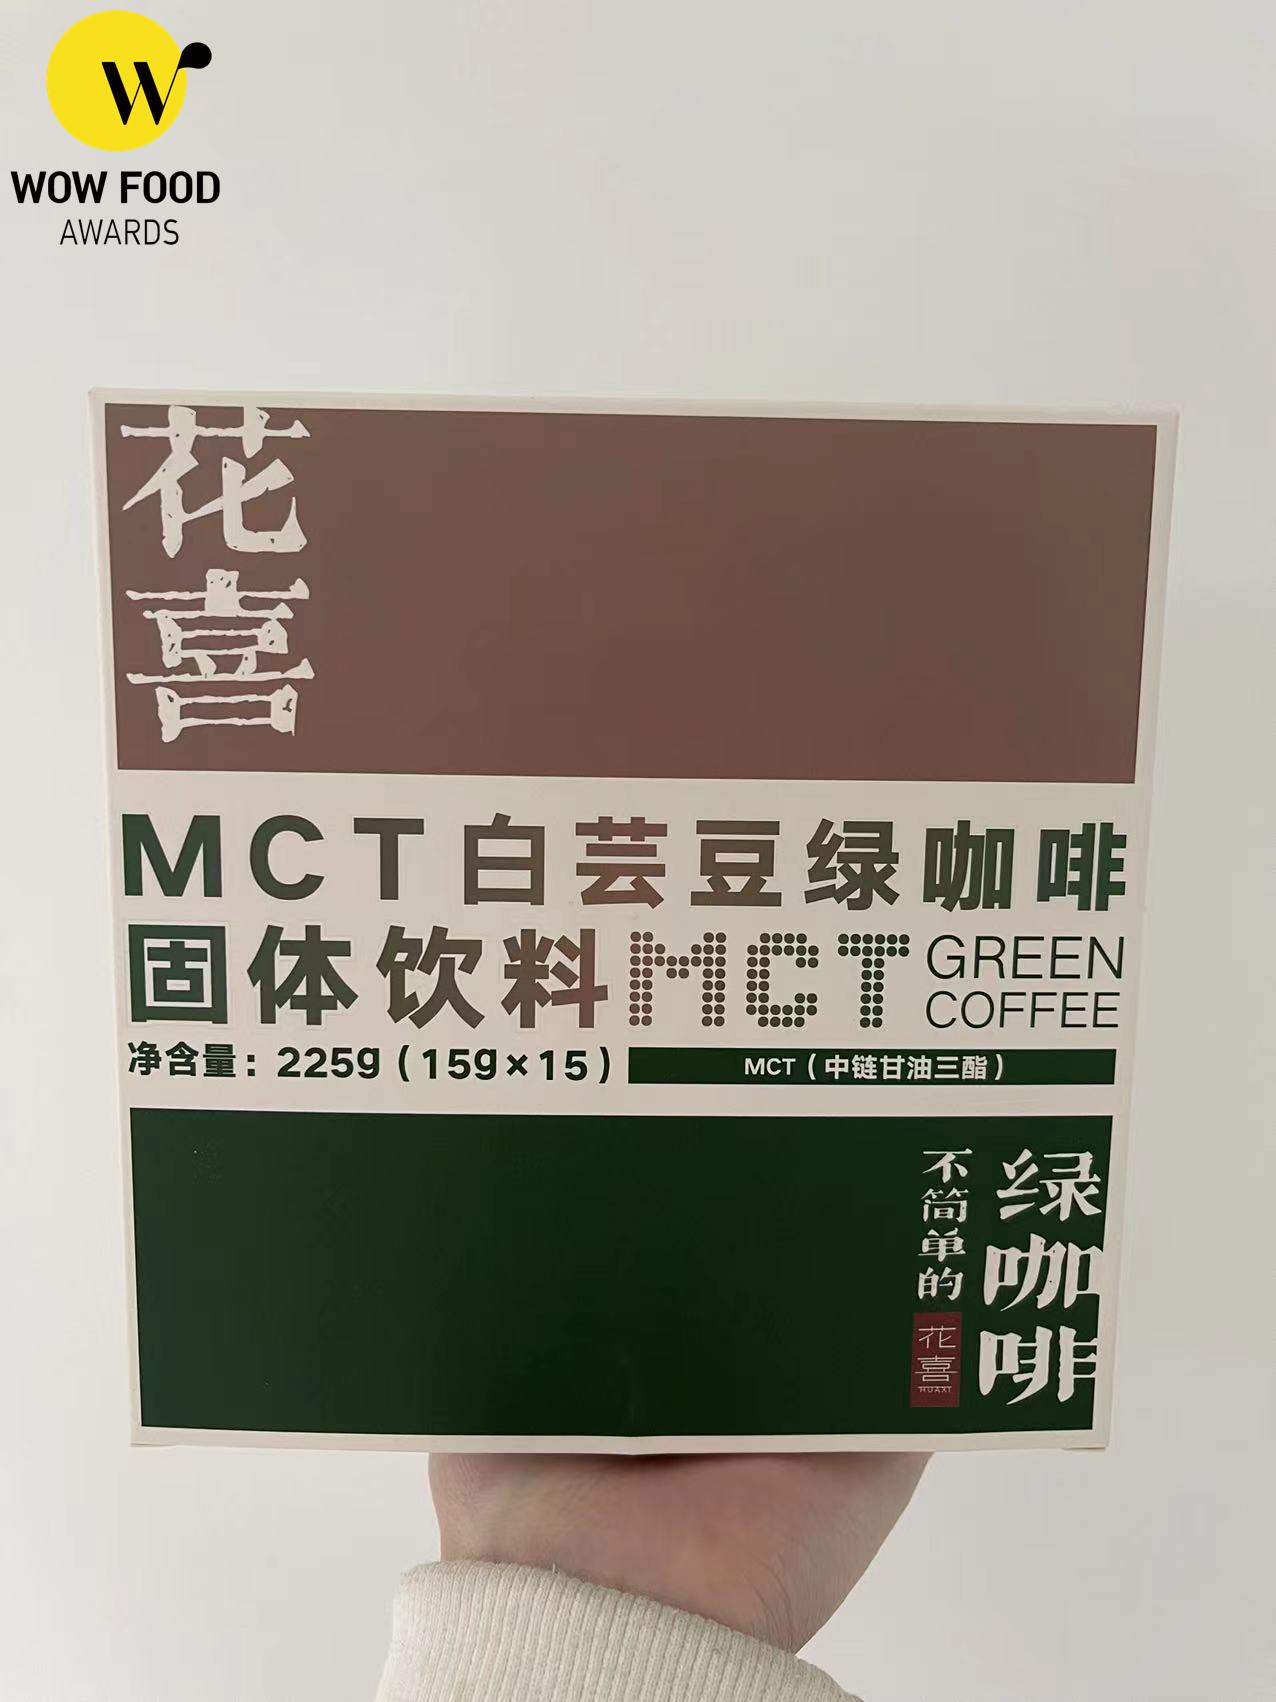 W
WOW FOOD
AWARDS
花喜
MCT白芸豆绿咖啡
固体饮料MCT
GREEN
COFFEE
净含量：225g（15g×15）
MCT（中链甘油三酯）
绿咖啡
不简单的
花喜
HUAXI